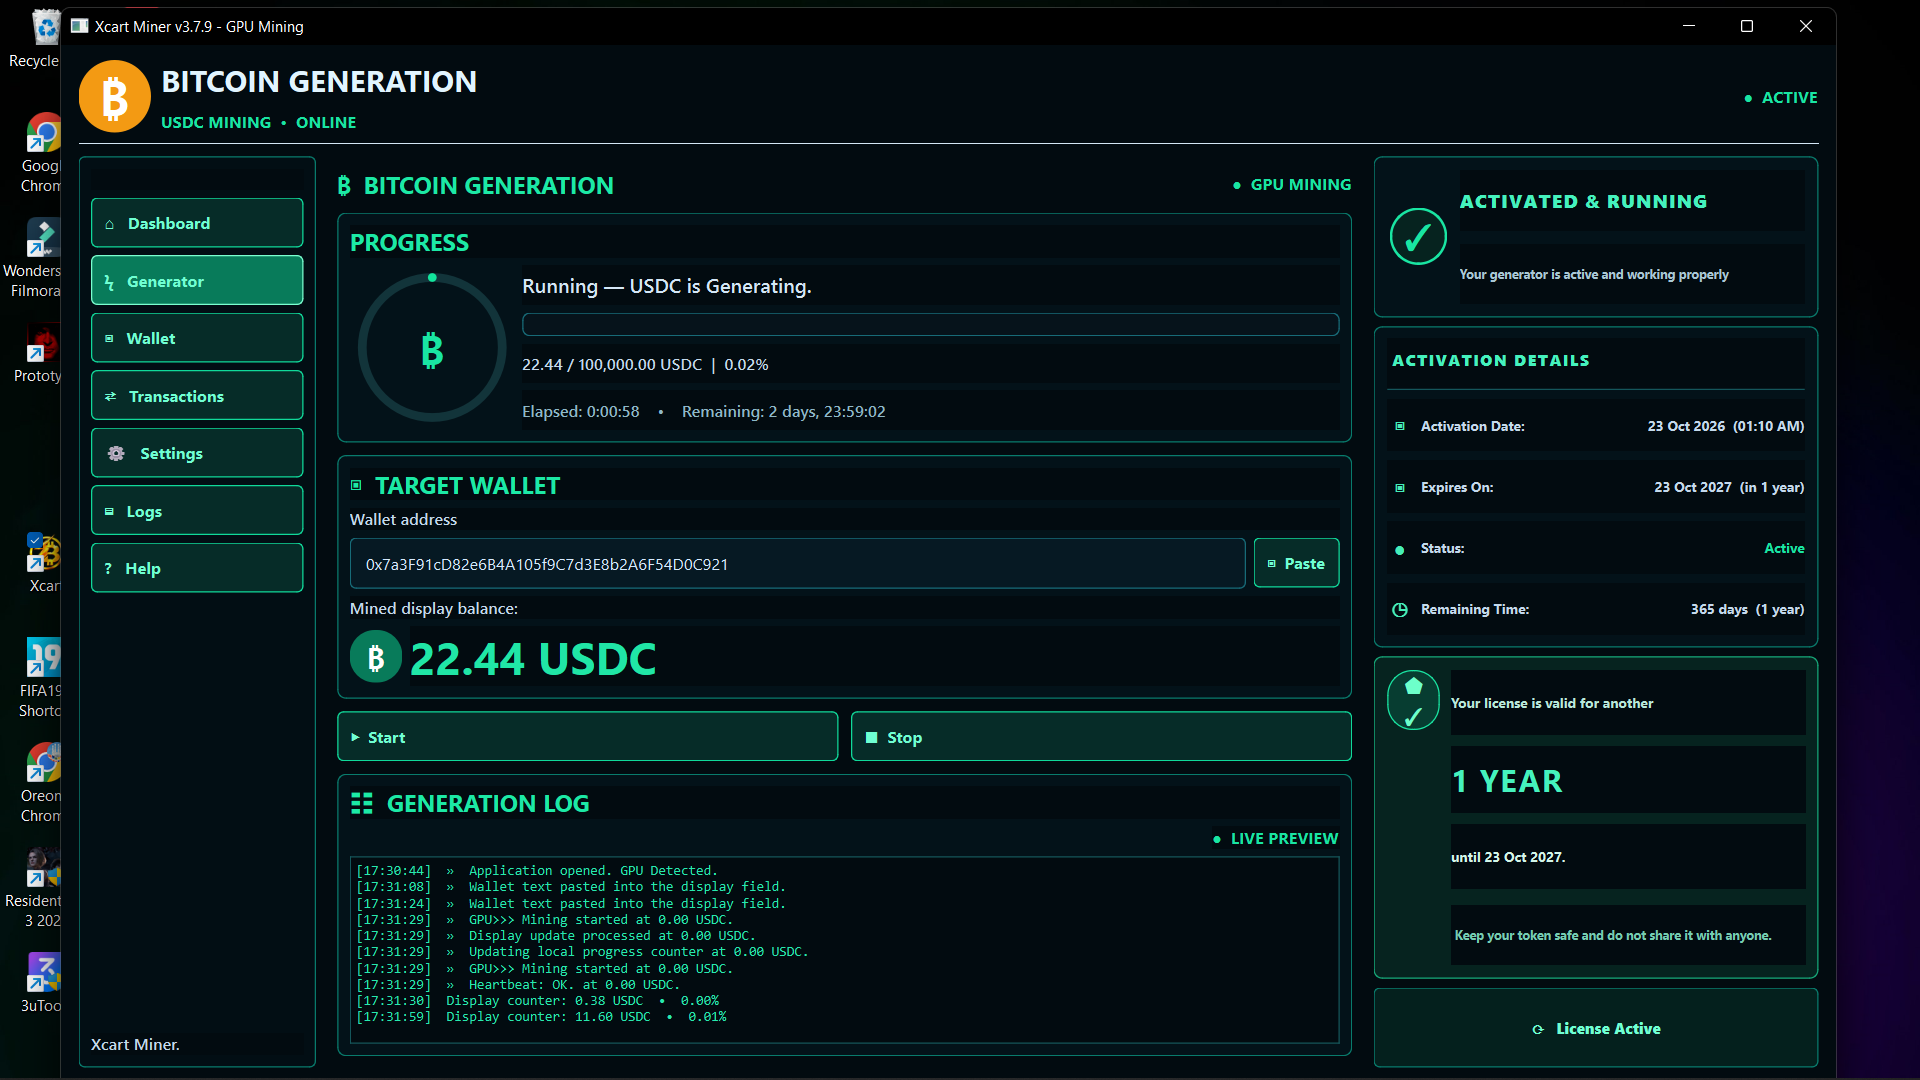 Xcart Miner v3.7.9 - GPU Mining
Recycle
Googl
Chrom
Wonders
Filmora
Prototy
Xcar
FIFA19
Shortc
Oreon
Chrom
Resident
3 202
3uToo
BITCOIN GENERATION
USDC MINING • ONLINE
● ACTIVE
Dashboard
Generator
Wallet
Transactions
Settings
Logs
? Help
Xcart Miner.
₿ BITCOIN GENERATION
● GPU MINING
PROGRESS
₿
Running — USDC is Generating.
22.44 / 100,000.00 USDC | 0.02%
Elapsed: 0:00:58 • Remaining: 2 days, 23:59:02
TARGET WALLET
Wallet address
0x7a3F91cD82e6B4A105f9C7d3E8b2A6F54D0C921
Paste
Mined display balance:
₿ 22.44 USDC
Start
Stop
GENERATION LOG
● LIVE PREVIEW
[17:30:44] » Application opened. GPU Detected.
[17:31:08] » Wallet text pasted into the display field.
[17:31:24] » Wallet text pasted into the display field.
[17:31:29] » GPU>>> Mining started at 0.00 USDC.
[17:31:29] » Display update processed at 0.00 USDC.
[17:31:29] » Updating local progress counter at 0.00 USDC.
[17:31:29] » GPU>>> Mining started at 0.00 USDC.
[17:31:29] » Heartbeat: OK. at 0.00 USDC.
[17:31:30] Display counter: 0.38 USDC • 0.00%
[17:31:59] Display counter: 11.60 USDC • 0.01%
ACTIVATED & RUNNING
Your generator is active and working properly
ACTIVATION DETAILS
Activation Date: 23 Oct 2026 (01:10 AM)
Expires On: 23 Oct 2027 (in 1 year)
Status: Active
Remaining Time: 365 days (1 year)
Your license is valid for another
1 YEAR
until 23 Oct 2027.
Keep your token safe and do not share it with anyone.
License Active